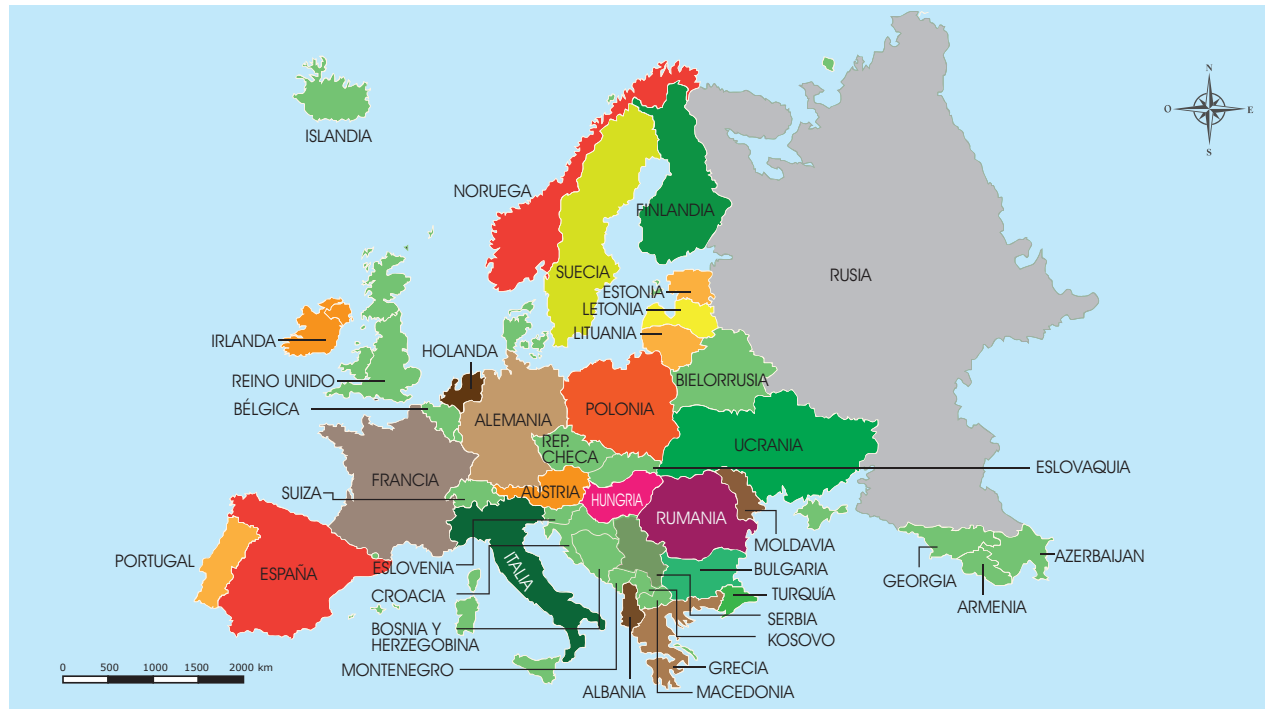 N
O
E
S
ISLANDIA
NORUEGA
FINLANDIA
SUECIA
RUSIA
ESTONIA
LETONIA
LITUANIA
IRLANDA
HOLANDA
REINO UNIDO
BIELORRUSIA
BÉLGICA
ALEMANIA
POLONIA
REP.
CHECA
UCRANIA
ESLOVAQUIA
FRANCIA
SUIZA
AUSTRIA
HUNGRIA
RUMANIA
MOLDAVIA
PORTUGAL
ESPAÑA
ITALIA
ESLOVENIA
BULGARIA
GEORGIA
AZERBAIJAN
CROACIA
TURQUÍA
ARMENIA
BOSNIA Y
HERZEGOBINA
SERBIA
KOSOVO
MONTENEGRO
GRECIA
ALBANIA
MACEDONIA
0 500 1000 1500 2000 km